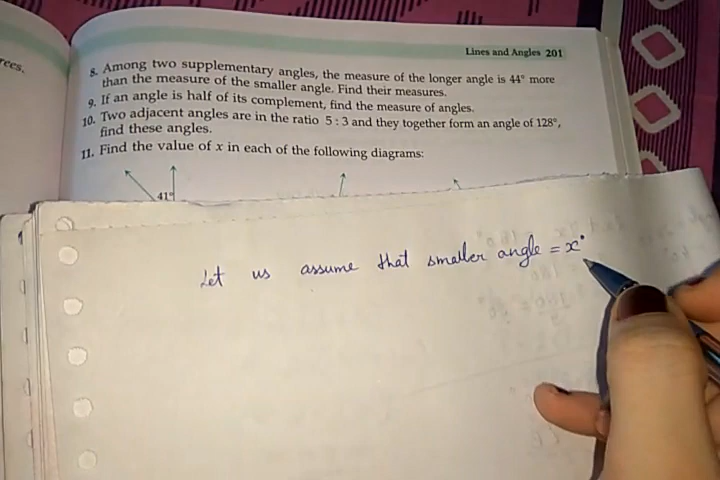 rees.
Lines and Angles 201
8. Among two supplementary angles, the measure of the longer angle is 44° more
than the measure of the smaller angle. Find their measures.
9. If an angle is half of its complement, find the measure of angles.
10. Two adjacent angles are in the ratio 5 : 3 and they together form an angle of 128°,
find these angles.
11. Find the value of x in each of the following diagrams:
41°
Let us assume that smaller angle = x°